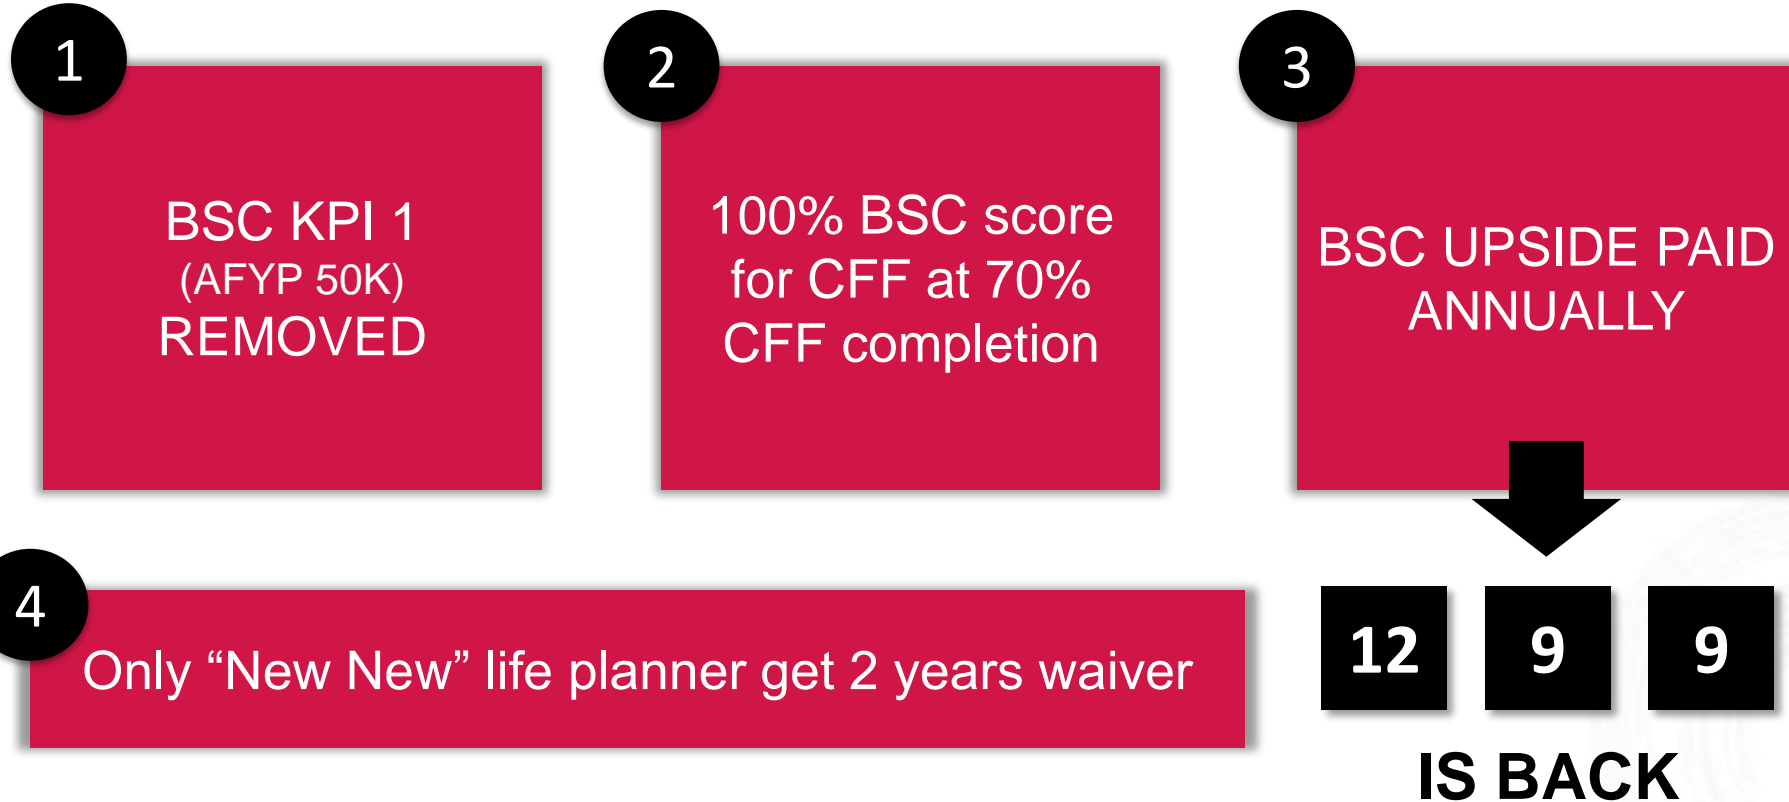 1
BSC KPI 1
(AFYP 50K)
REMOVED
2
100% BSC score
for CFF at 70%
CFF completion
3
BSC UPSIDE PAID
ANNUALLY
12 9 9
IS BACK
4
Only “New New” life planner get 2 years waiver